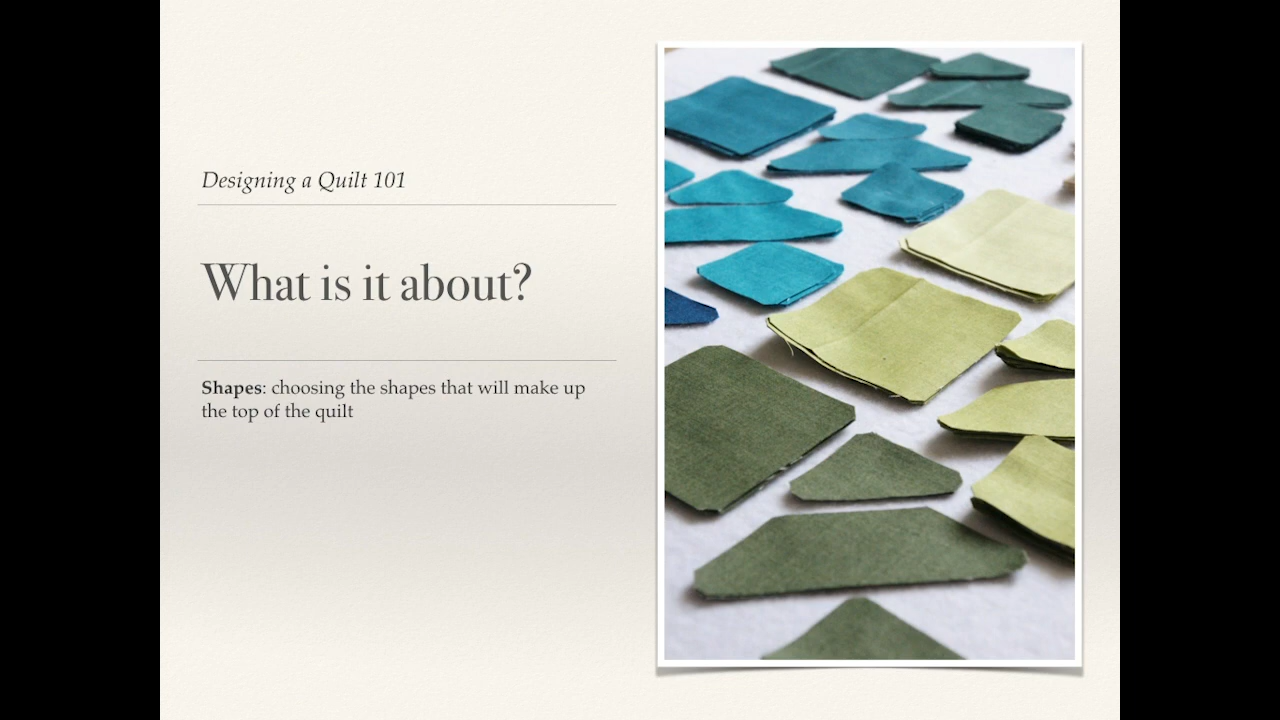 Designing a Quilt 101
What is it about?
Shapes: choosing the shapes that will make up
the top of the quilt